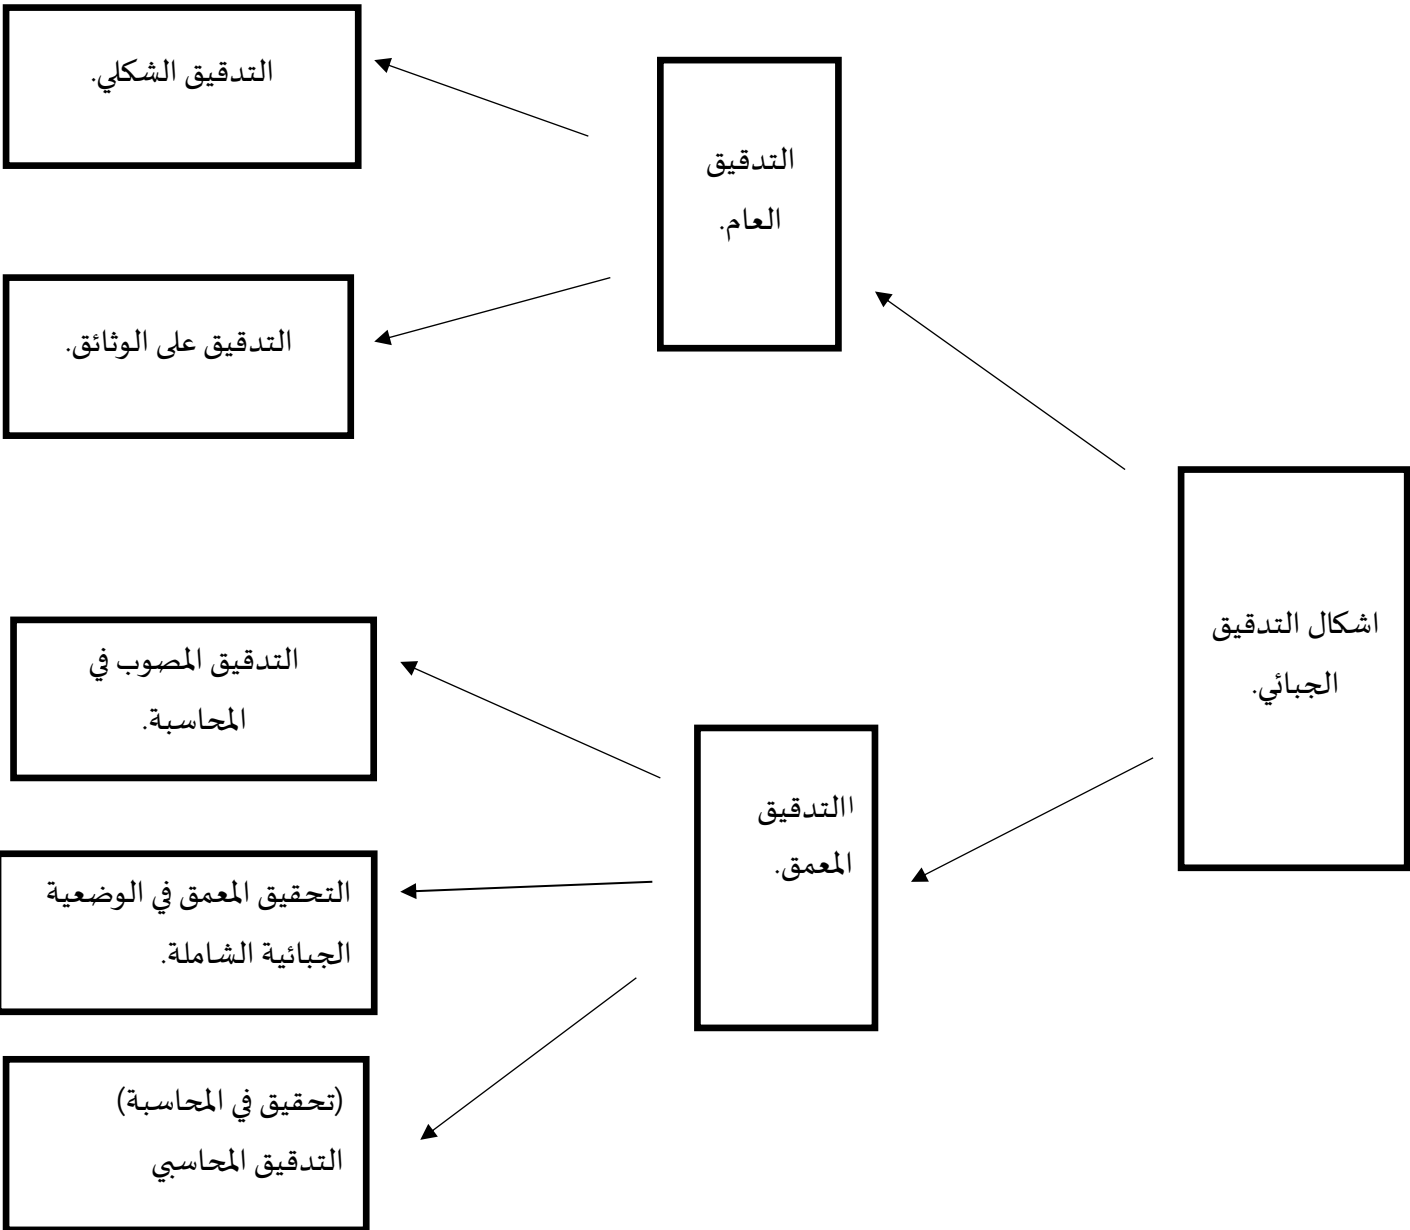 اشكال التدقيق
الجبائي.
التدقيق
العام.
التدقيق الشكلي.
التدقيق على الوثائق.
االتدقيق
المعمق.
التدقيق المصوب في
المحاسبة.
التحقيق المعمق في الوضعية
الجبائية الشاملة.
(تحقيق في المحاسبة)
التدقيق المحاسبي